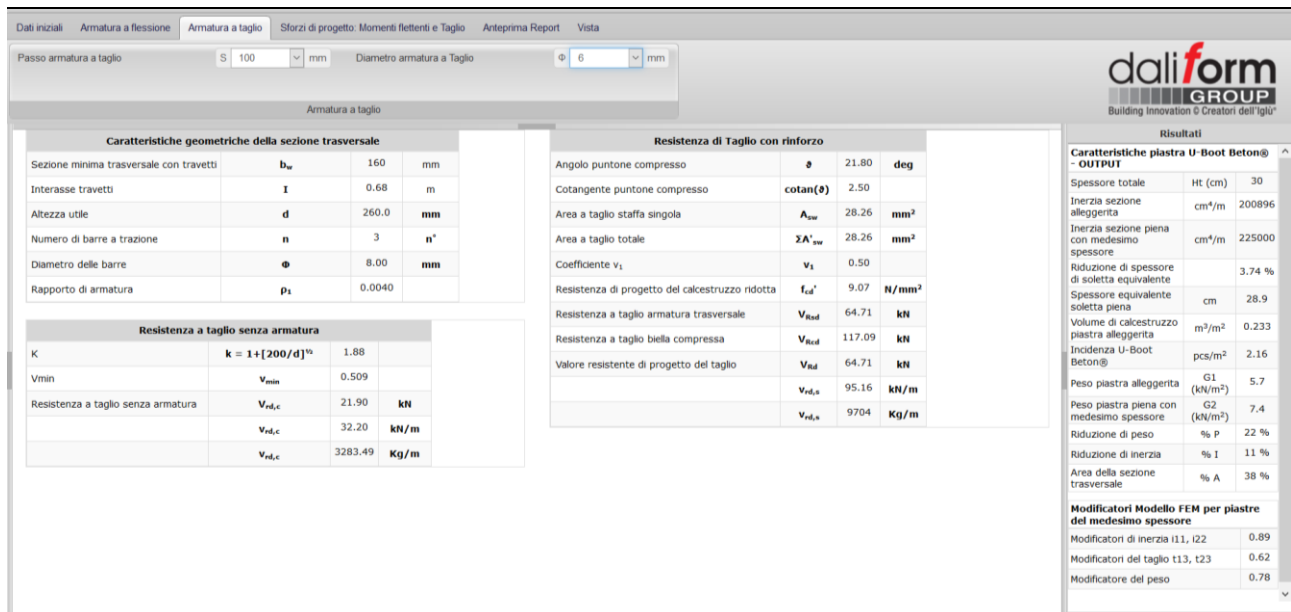 Dati iniziali Armatura a flessione Armatura a taglio Sforzi di progetto: Momenti flettenti e Taglio Anteprima Report Vista
Passo armatura a taglio S 100 mm Diametro armatura a Taglio Φ 6 mm
Armatura a taglio
daliform
GROUP
Building Innovation © Creatori dell'Iglù®
Caratteristiche geometriche della sezione trasversale
Sezione minima trasversale con travetti bw 160 mm
Interasse travetti I 0.68 m
Altezza utile d 260.0 mm
Numero di barre a trazione n 3 n°
Diametro delle barre Φ 8.00 mm
Rapporto di armatura ρ1 0.0040
Resistenza a taglio senza armatura
K k = 1+[200/d]½ 1.88
Vmin vmin 0.509
Resistenza a taglio senza armatura Vrd,c 21.90 kN
Vrd,c 32.20 kN/m
Vrd,c 3283.49 Kg/m
Resistenza di Taglio con rinforzo
Angolo puntone compresso ϑ 21.80 deg
Cotangente puntone compresso cotan(ϑ) 2.50
Area a taglio staffa singola Asw 28.26 mm²
Area a taglio totale ΣA'sw 28.26 mm²
Coefficiente v1 v1 0.50
Resistenza di progetto del calcestruzzo ridotta fcd' 9.07 N/mm²
Resistenza a taglio armatura trasversale VRsd 64.71 kN
Resistenza a taglio biella compressa VRcd 117.09 kN
Valore resistente di progetto del taglio VRd 64.71 kN
Vrd,s 95.16 kN/m
Vrd,s 9704 Kg/m
Risultati
Caratteristiche piastra U-Boot Beton®
- OUTPUT
Spessore totale Ht (cm) 30
Inerzia sezione
alleggerita cm⁴/m 200896
Inerzia sezione piena
con medesimo
spessore cm⁴/m 225000
Riduzione di spessore
di soletta equivalente 3.74 %
Spessore equivalente
soletta piena cm 28.9
Volume di calcestruzzo
piastra alleggerita m³/m² 0.233
Incidenza U-Boot
Beton® pcs/m² 2.16
Peso piastra alleggerita G1
(kN/m²) 5.7
Peso piastra piena con
medesimo spessore G2
(kN/m²) 7.4
Riduzione di peso % P 22 %
Riduzione di inerzia % I 11 %
Area della sezione
trasversale % A 38 %
Modificatori Modello FEM per piastre
del medesimo spessore
Modificatori di inerzia i11, i22 0.89
Modificatori del taglio t13, t23 0.62
Modificatore del peso 0.78